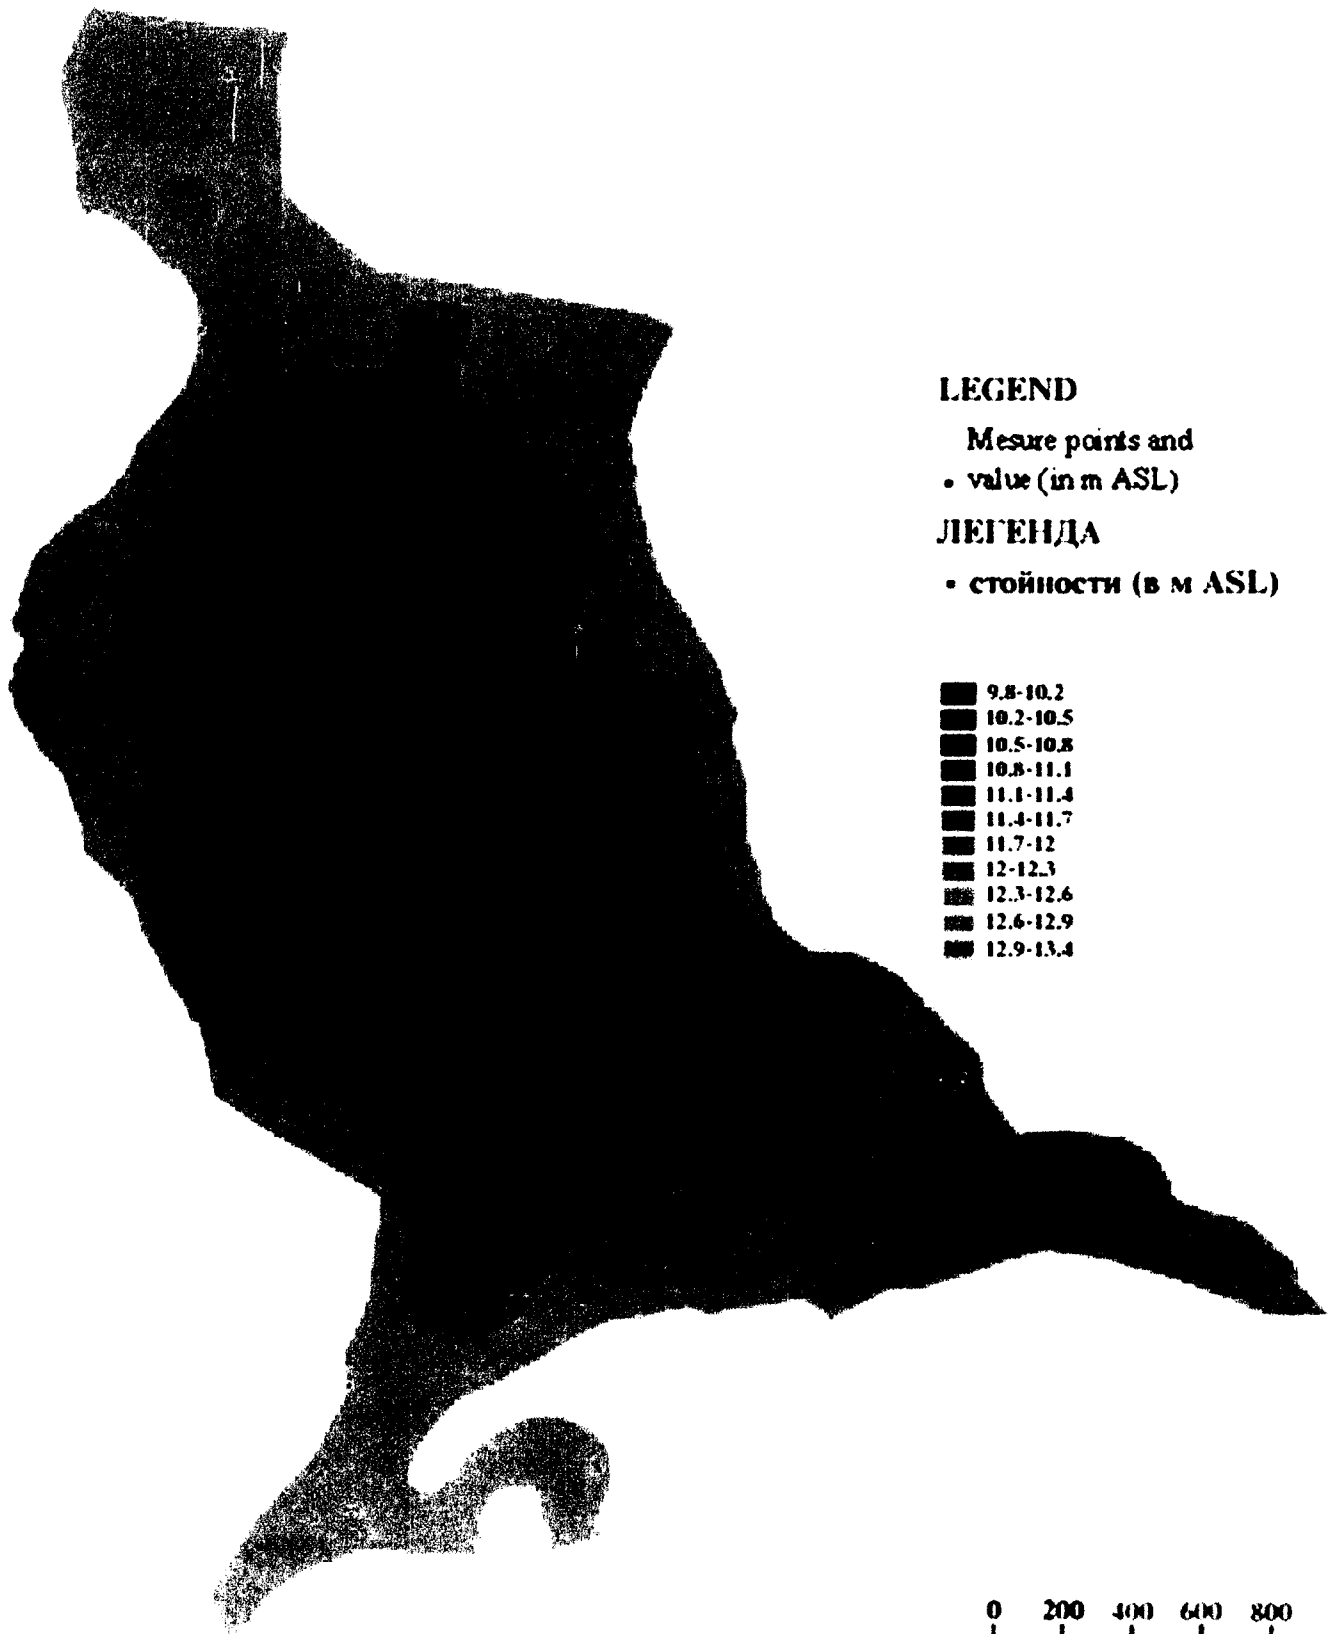 LEGEND
Mesure points and
• value (in m ASL)
ЛЕГЕНДА
• стойности (в м ASL)
9.8-10.2
10.2-10.5
10.5-10.8
10.8-11.1
11.1-11.4
11.4-11.7
11.7-12
12-12.3
12.3-12.6
12.6-12.9
12.9-13.4
0 200 400 600 800